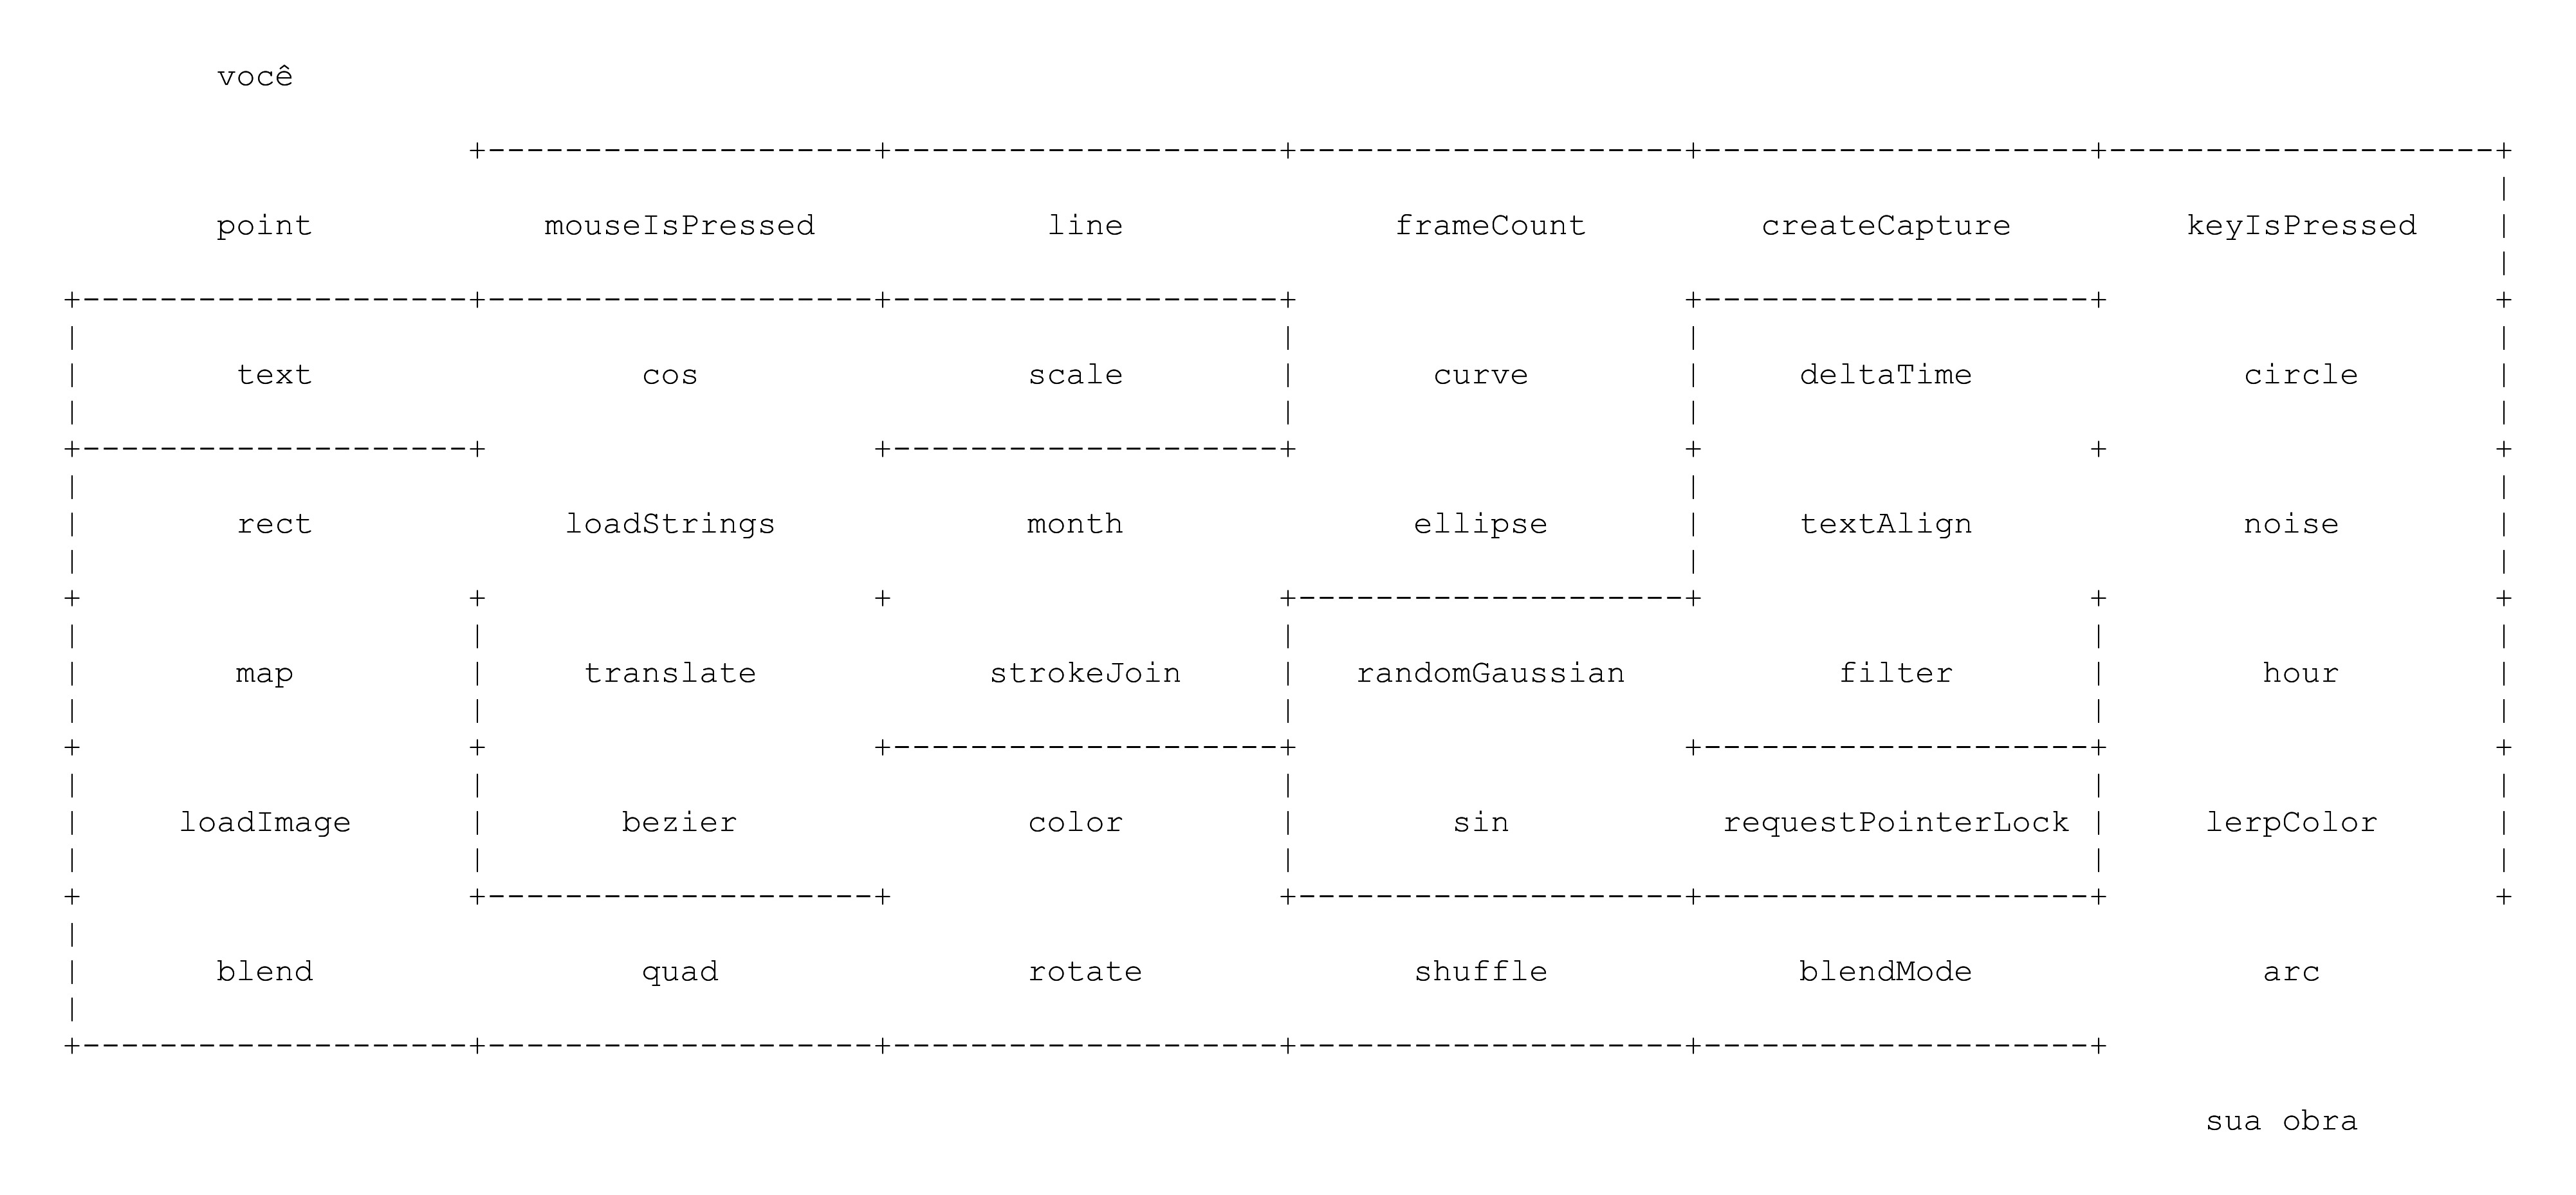 você
point mouseIsPressed line frameCount createCapture keyIsPressed
text cos scale curve deltaTime circle
rect loadStrings month ellipse textAlign noise
map translate strokeJoin randomGaussian filter hour
loadImage bezier color sin requestPointerLock lerpColor
blend quad rotate shuffle blendMode arc
sua obra